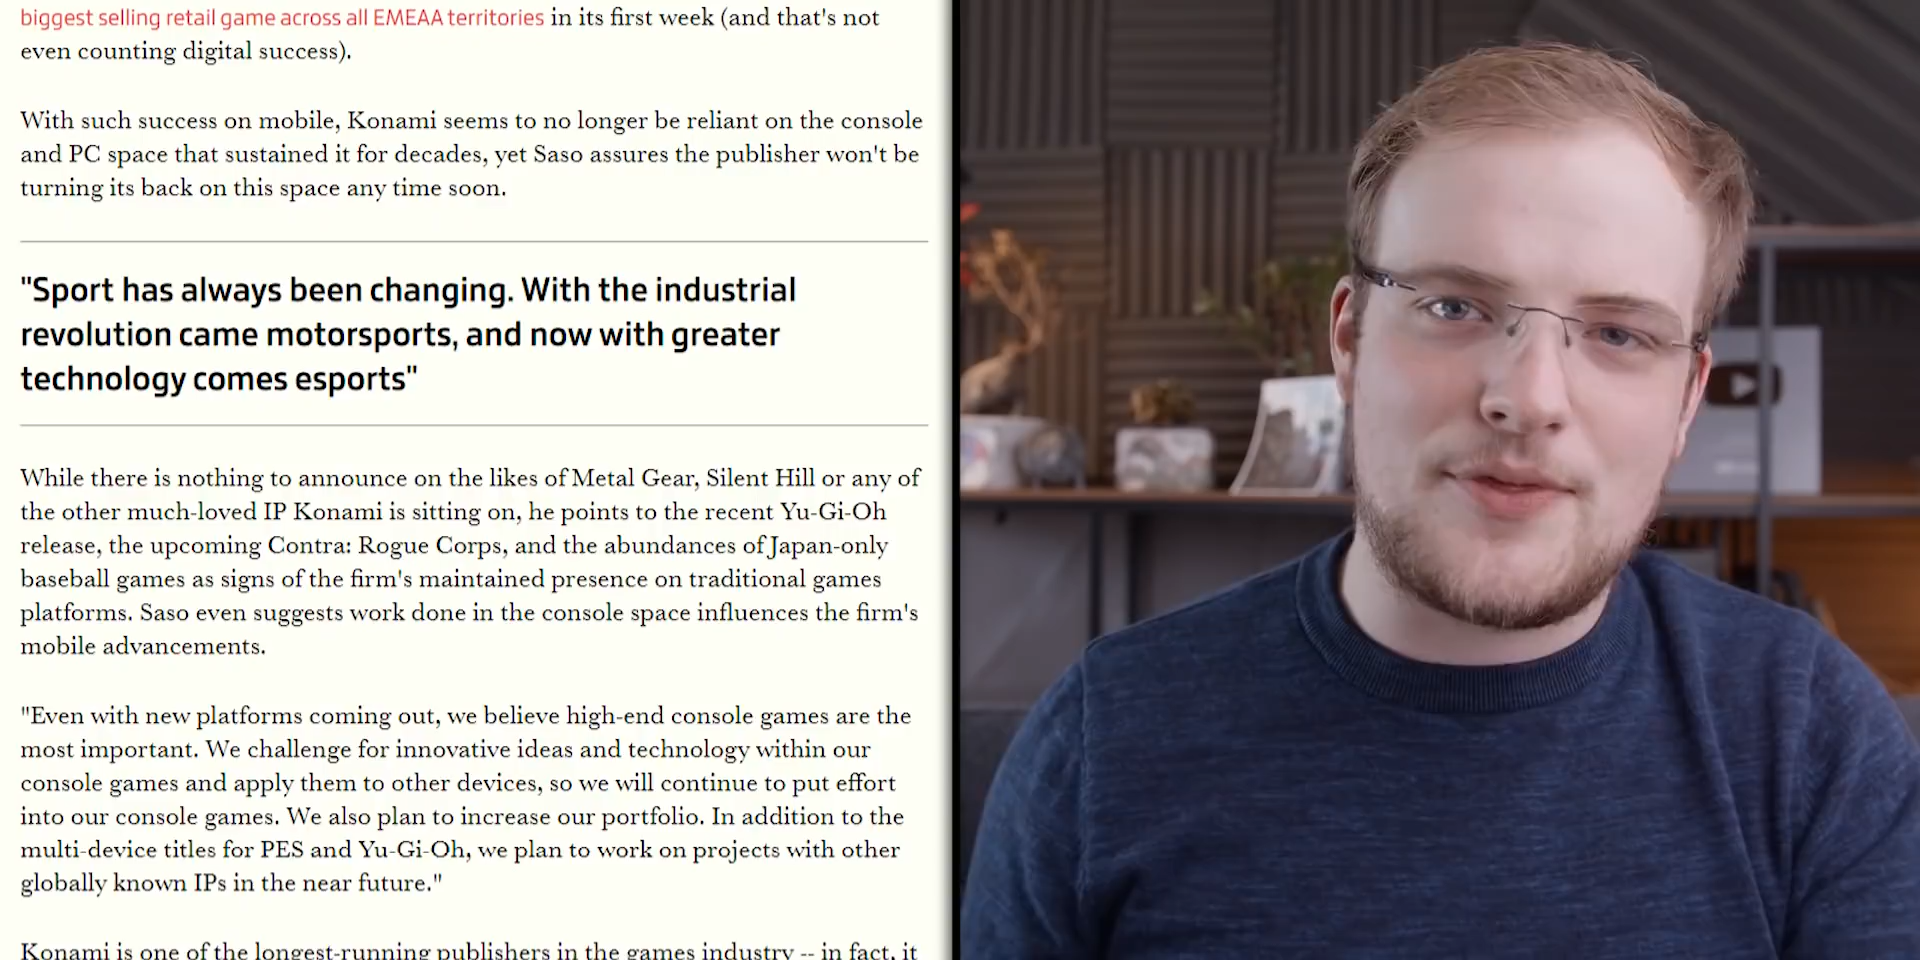 biggest selling retail game across all EMEAA territories in its first week (and that's not
even counting digital success).
With such success on mobile, Konami seems to no longer be reliant on the console
and PC space that sustained it for decades, yet Saso assures the publisher won't be
turning its back on this space any time soon.
"Sport has always been changing. With the industrial
revolution came motorsports, and now with greater
technology comes esports"
While there is nothing to announce on the likes of Metal Gear, Silent Hill or any of
the other much-loved IP Konami is sitting on, he points to the recent Yu-Gi-Oh
release, the upcoming Contra: Rogue Corps, and the abundances of Japan-only
baseball games as signs of the firm's maintained presence on traditional games
platforms. Saso even suggests work done in the console space influences the firm's
mobile advancements.
"Even with new platforms coming out, we believe high-end console games are the
most important. We challenge for innovative ideas and technology within our
console games and apply them to other devices, so we will continue to put effort
into our console games. We also plan to increase our portfolio. In addition to the
multi-device titles for PES and Yu-Gi-Oh, we plan to work on projects with other
globally known IPs in the near future."
Konami is one of the longest-running publishers in the games industry -- in fact, it